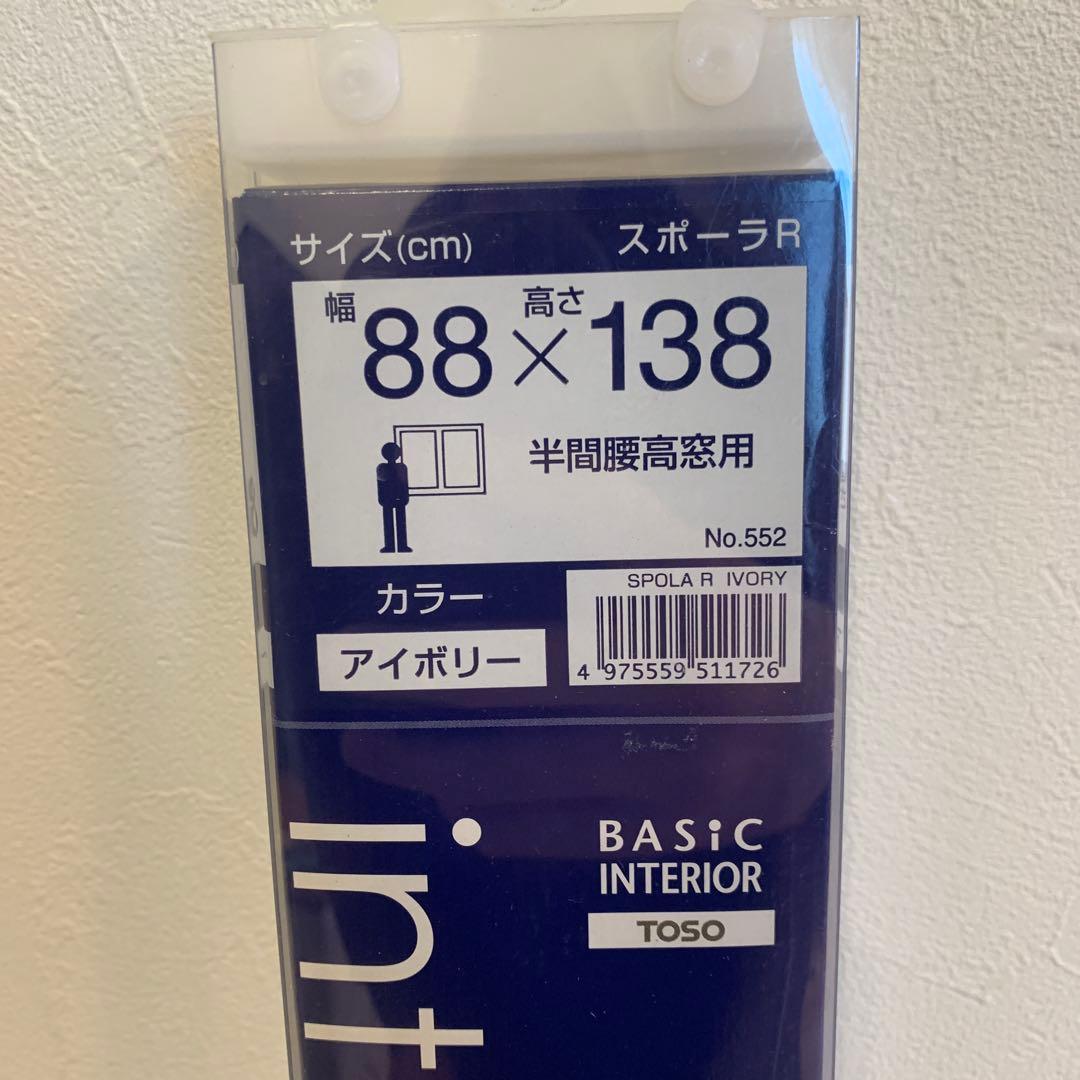 サイズ(cm)
スポーラR
幅 88 × 高さ 138
半間腰高窓用
No.552
カラー
アイボリー
SPOLA R IVORY
4 975559 511726
BASiC
INTERIOR
TOSO
int